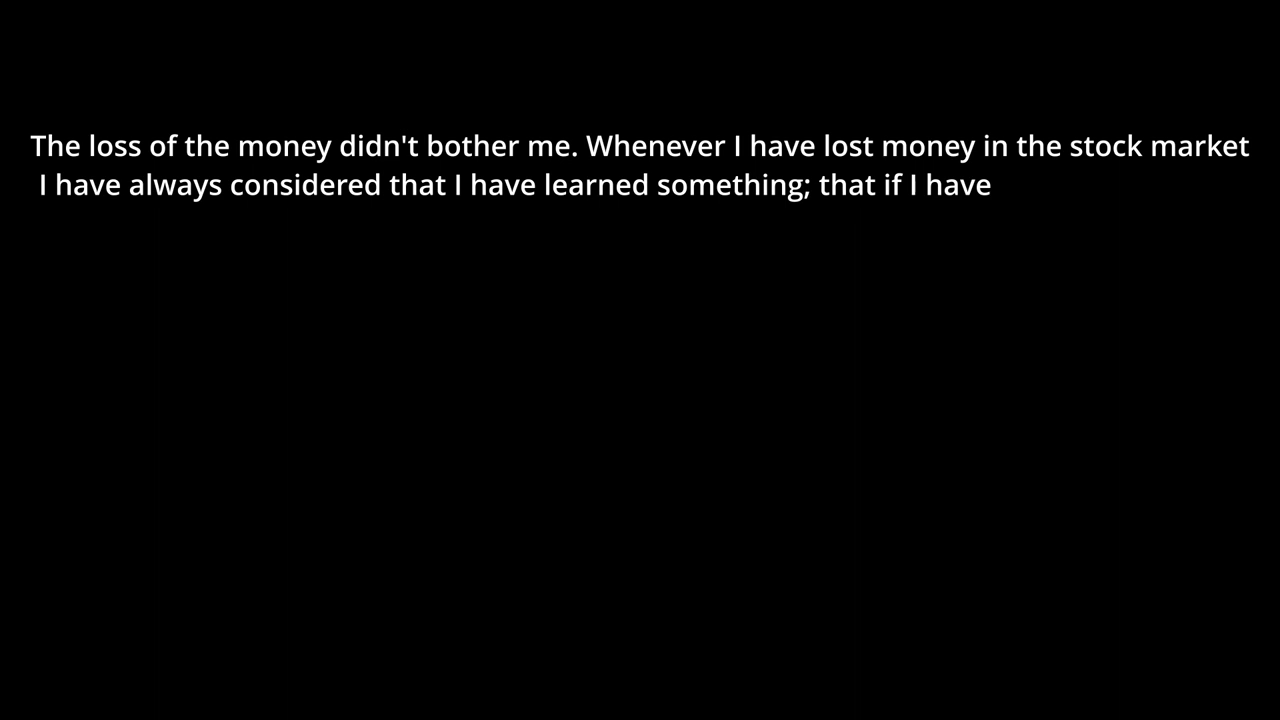 The loss of the money didn't bother me. Whenever I have lost money in the stock market
I have always considered that I have learned something; that if I have